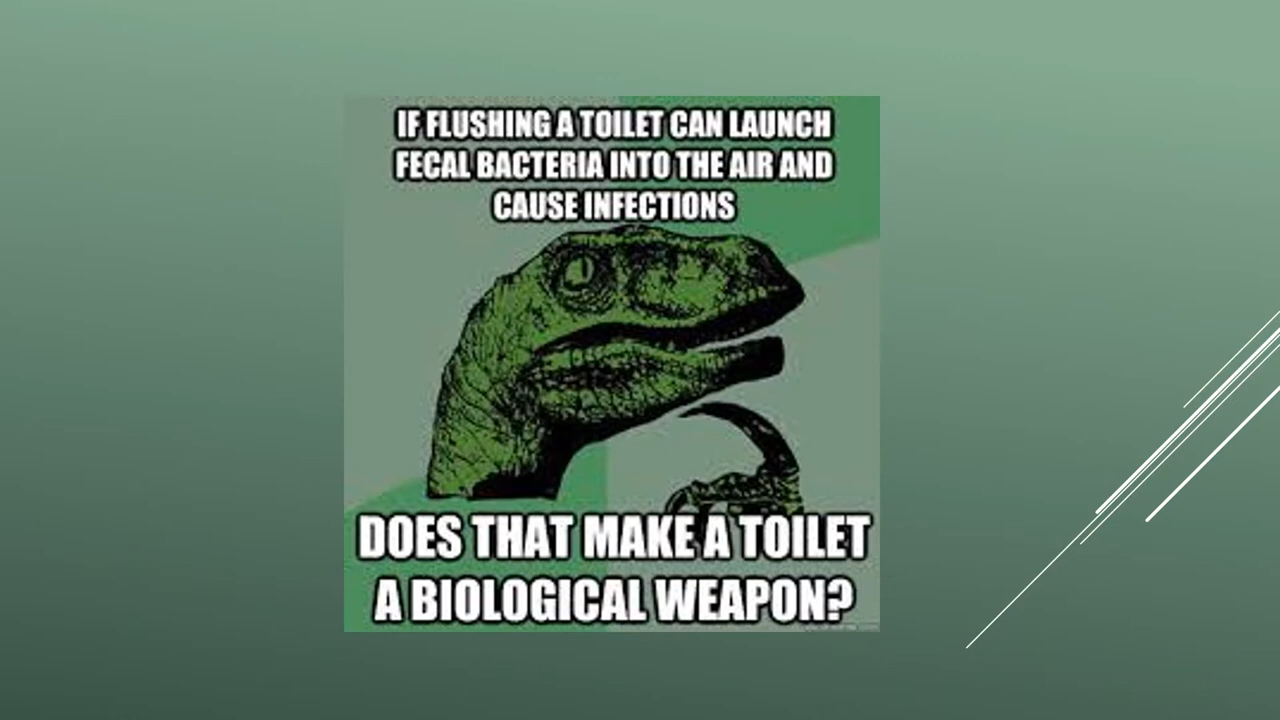 IF FLUSHING A TOILET CAN LAUNCH
FECAL BACTERIA INTO THE AIR AND
CAUSE INFECTIONS
DOES THAT MAKE A TOILET
A BIOLOGICAL WEAPON?